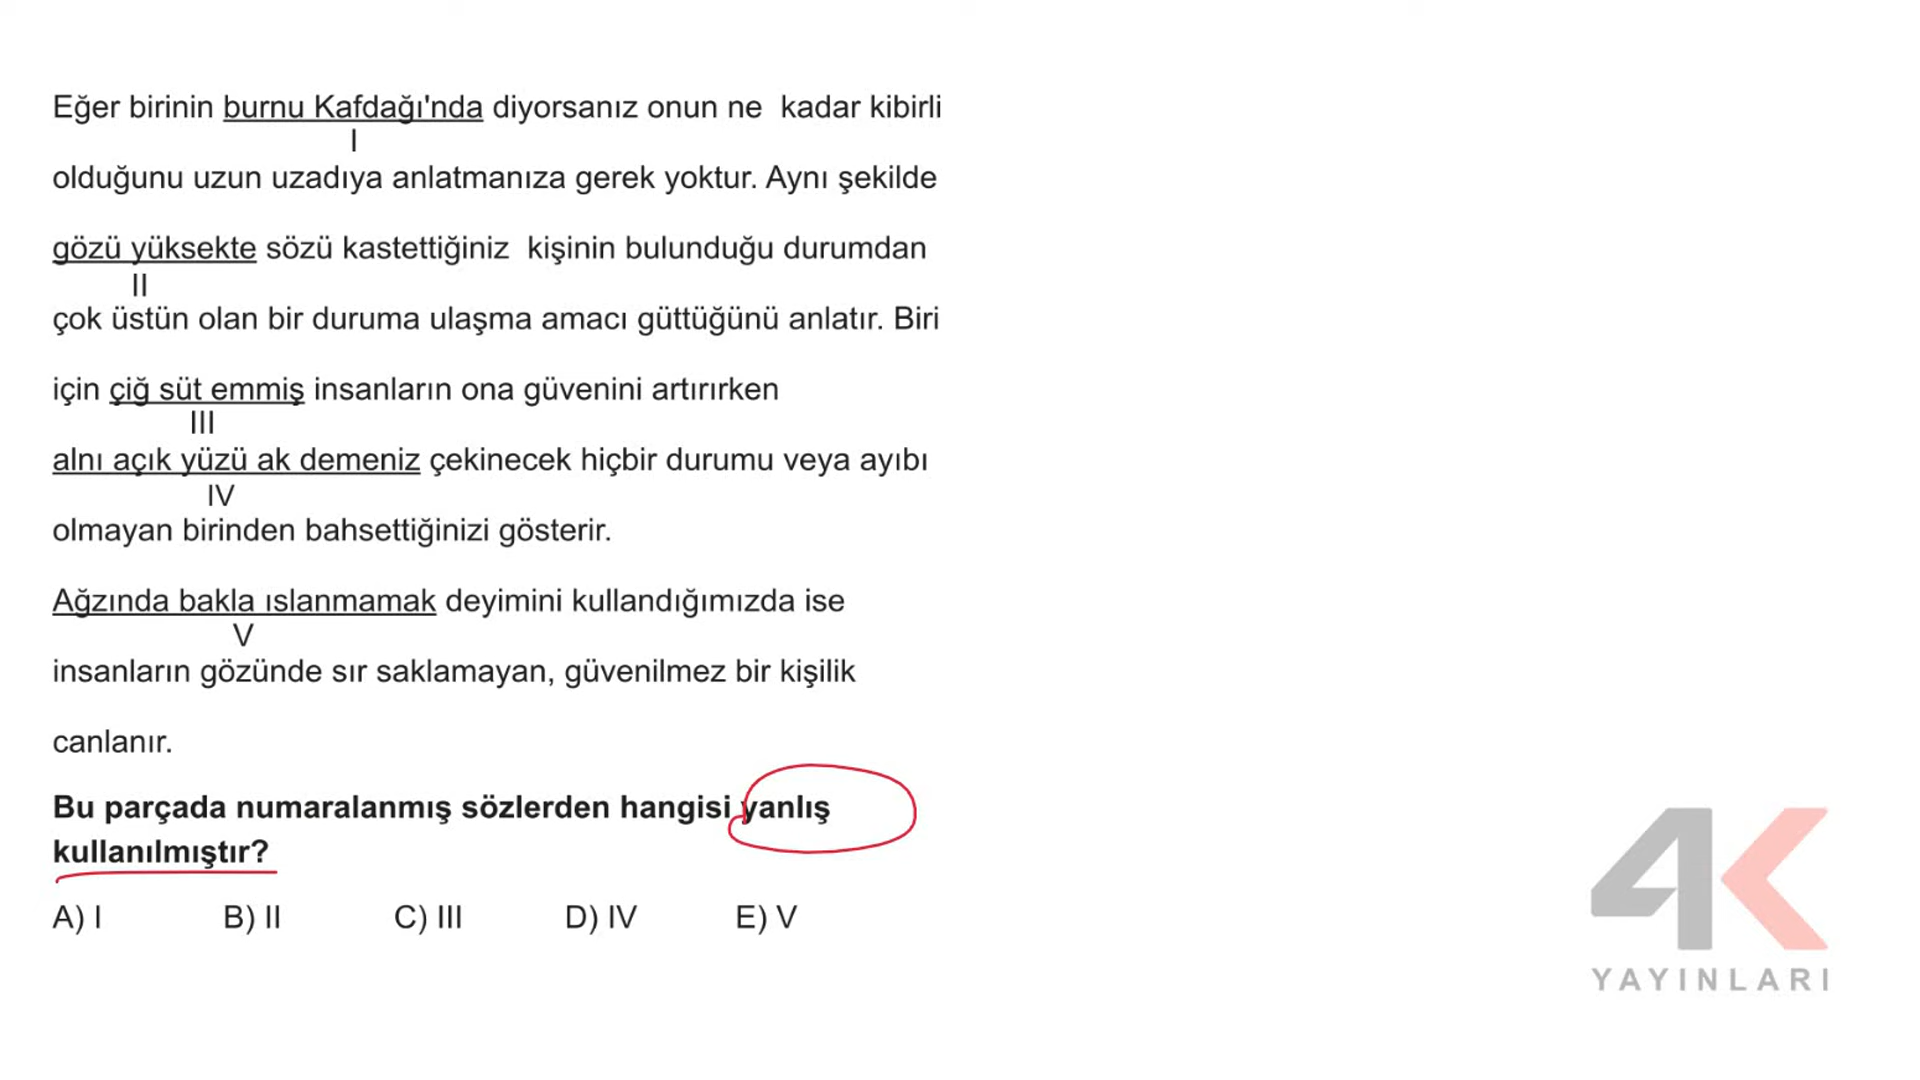 Eğer birinin burnu Kafdağı'nda diyorsanız onun ne kadar kibirli
I
olduğunu uzun uzadıya anlatmanıza gerek yoktur. Aynı şekilde
gözü yüksekte sözü kastettiğiniz kişinin bulunduğu durumdan
II
çok üstün olan bir duruma ulaşma amacı güttüğünü anlatır. Biri
için çiğ süt emmiş insanların ona güvenini artırırken
III
alnı açık yüzü ak demeniz çekinecek hiçbir durumu veya ayıbı
IV
olmayan birinden bahsettiğinizi gösterir.
Ağzında bakla ıslanmamak deyimini kullandığımızda ise
V
insanların gözünde sır saklamayan, güvenilmez bir kişilik
canlanır.
Bu parçada numaralanmış sözlerden hangisi yanlış
kullanılmıştır?
A) I B) II C) III D) IV E) V
4K
YAYINLARI